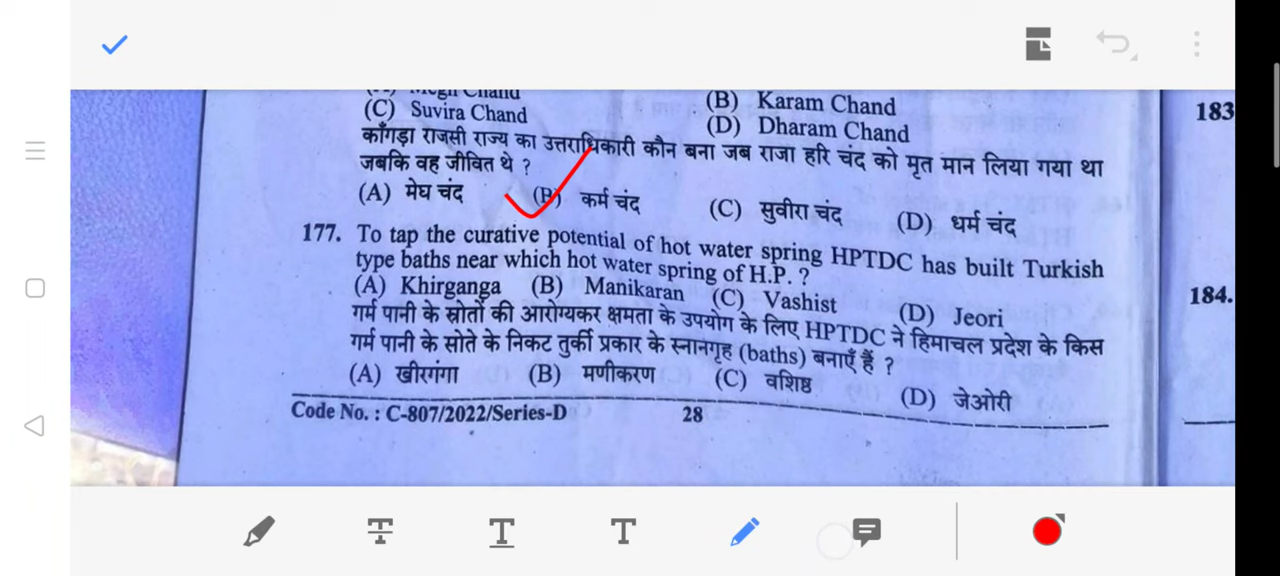 Megh Chand
(B) Karam Chand
(C) Suvira Chand
(D) Dharam Chand
काँगड़ा राजसी राज्य का उत्तराधिकारी कौन बना जब राजा हरि चंद को मृत मान लिया गया था
जबकि वह जीवित थे ?
(A) मेघ चंद (B) कर्म चंद (C) सुवीरा चंद (D) धर्म चंद
177. To tap the curative potential of hot water spring HPTDC has built Turkish
type baths near which hot water spring of H.P. ?
(A) Khirganga (B) Manikaran (C) Vashist (D) Jeori
गर्म पानी के स्रोतों की आरोग्यकर क्षमता के उपयोग के लिए HPTDC ने हिमाचल प्रदेश के किस
गर्म पानी के सोते के निकट तुर्की प्रकार के स्नानगृह (baths) बनाएँ हैं ?
(A) खीरगंगा (B) मणीकरण (C) वशिष्ठ (D) जेओरी
Code No. : C-807/2022/Series-D 28
183
184.
T T T